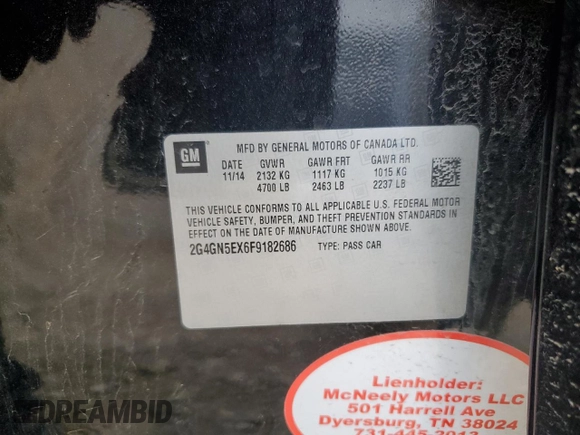 GM
MFD BY GENERAL MOTORS OF CANADA LTD.
DATE GVWR GAWR FRT GAWR RR
11/14 2132 KG 1117 KG 1015 KG
4700 LB 2463 LB 2237 LB
THIS VEHICLE CONFORMS TO ALL APPLICABLE U.S. FEDERAL MOTOR
VEHICLE SAFETY, BUMPER, AND THEFT PREVENTION STANDARDS IN
EFFECT ON THE DATE OF MANUFACTURE SHOWN ABOVE.
2G4GN5EX6F9182686 TYPE: PASS CAR
Lienholder:
McNeely Motors LLC
501 Harrell Ave
Dyersburg, TN 38024
731-445-2013
DREAMBID